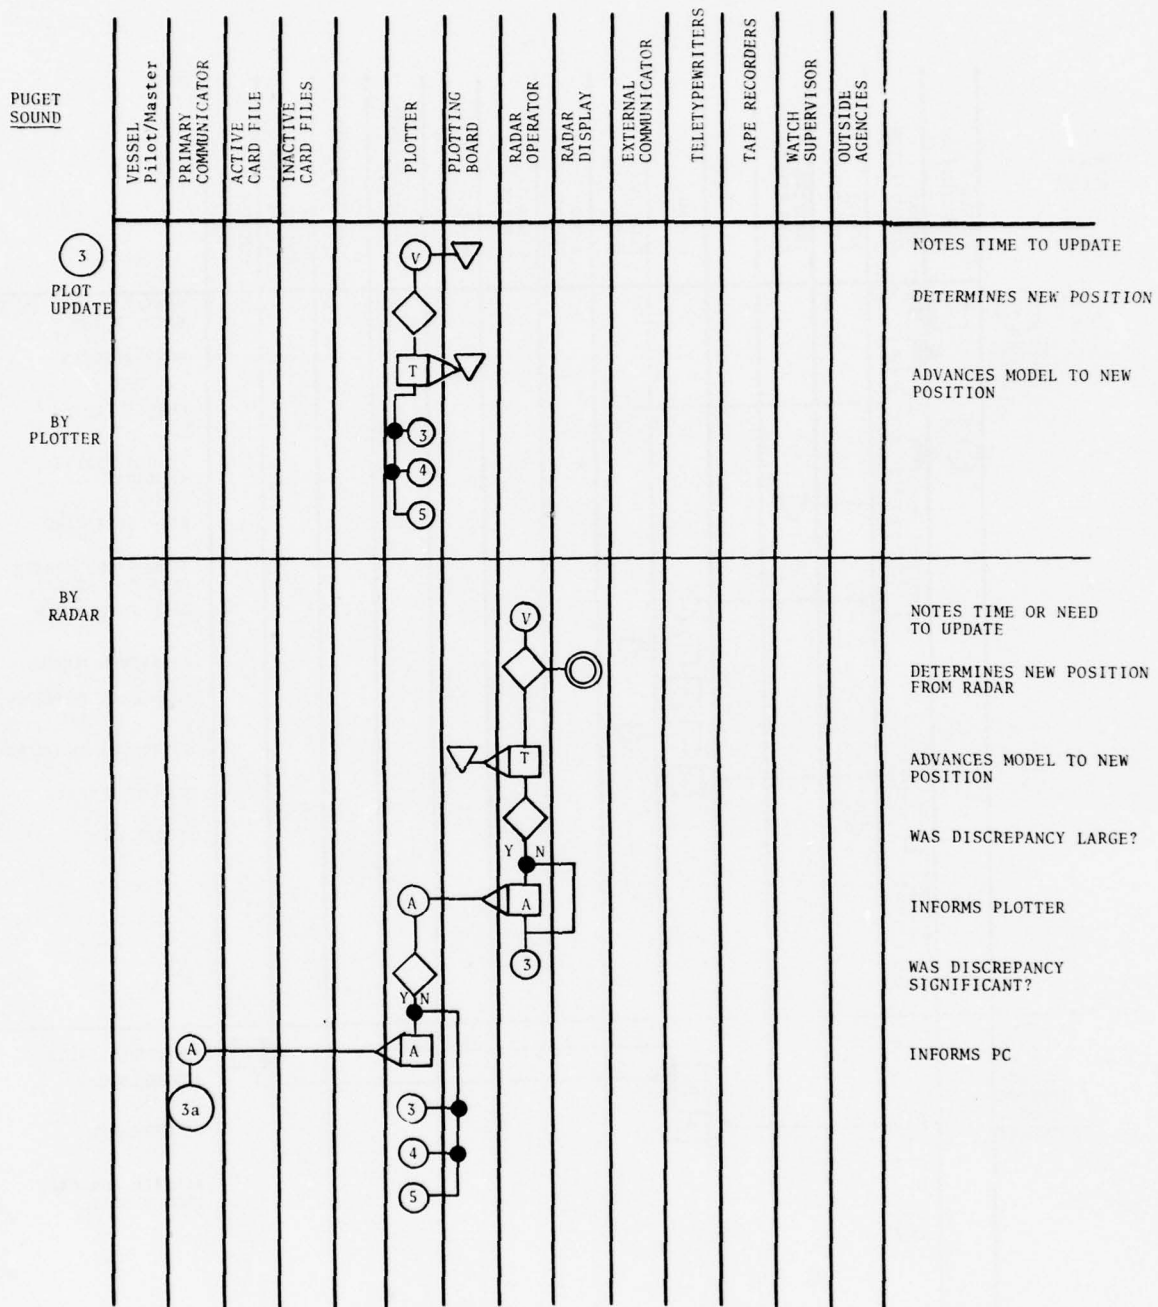 PUGET
SOUND
VESSEL
Pilot/Master
PRIMARY
COMMUNICATOR
ACTIVE
CARD FILE
INACTIVE
CARD FILES
PLOTTER
PLOTTING
BOARD
RADAR
OPERATOR
RADAR
DISPLAY
EXTERNAL
COMMUNICATOR
TELETYPEWRITERS
TAPE RECORDERS
WATCH
SUPERVISOR
OUTSIDE
AGENCIES
3
PLOT
UPDATE
V
NOTES TIME TO UPDATE
DETERMINES NEW POSITION
T
ADVANCES MODEL TO NEW
POSITION
BY
PLOTTER
3
4
5
BY
RADAR
V
NOTES TIME OR NEED
TO UPDATE
DETERMINES NEW POSITION
FROM RADAR
T
ADVANCES MODEL TO NEW
POSITION
WAS DISCREPANCY LARGE?
Y N
A
A
INFORMS PLOTTER
3
WAS DISCREPANCY
SIGNIFICANT?
Y N
A
A
INFORMS PC
3a
3
4
5